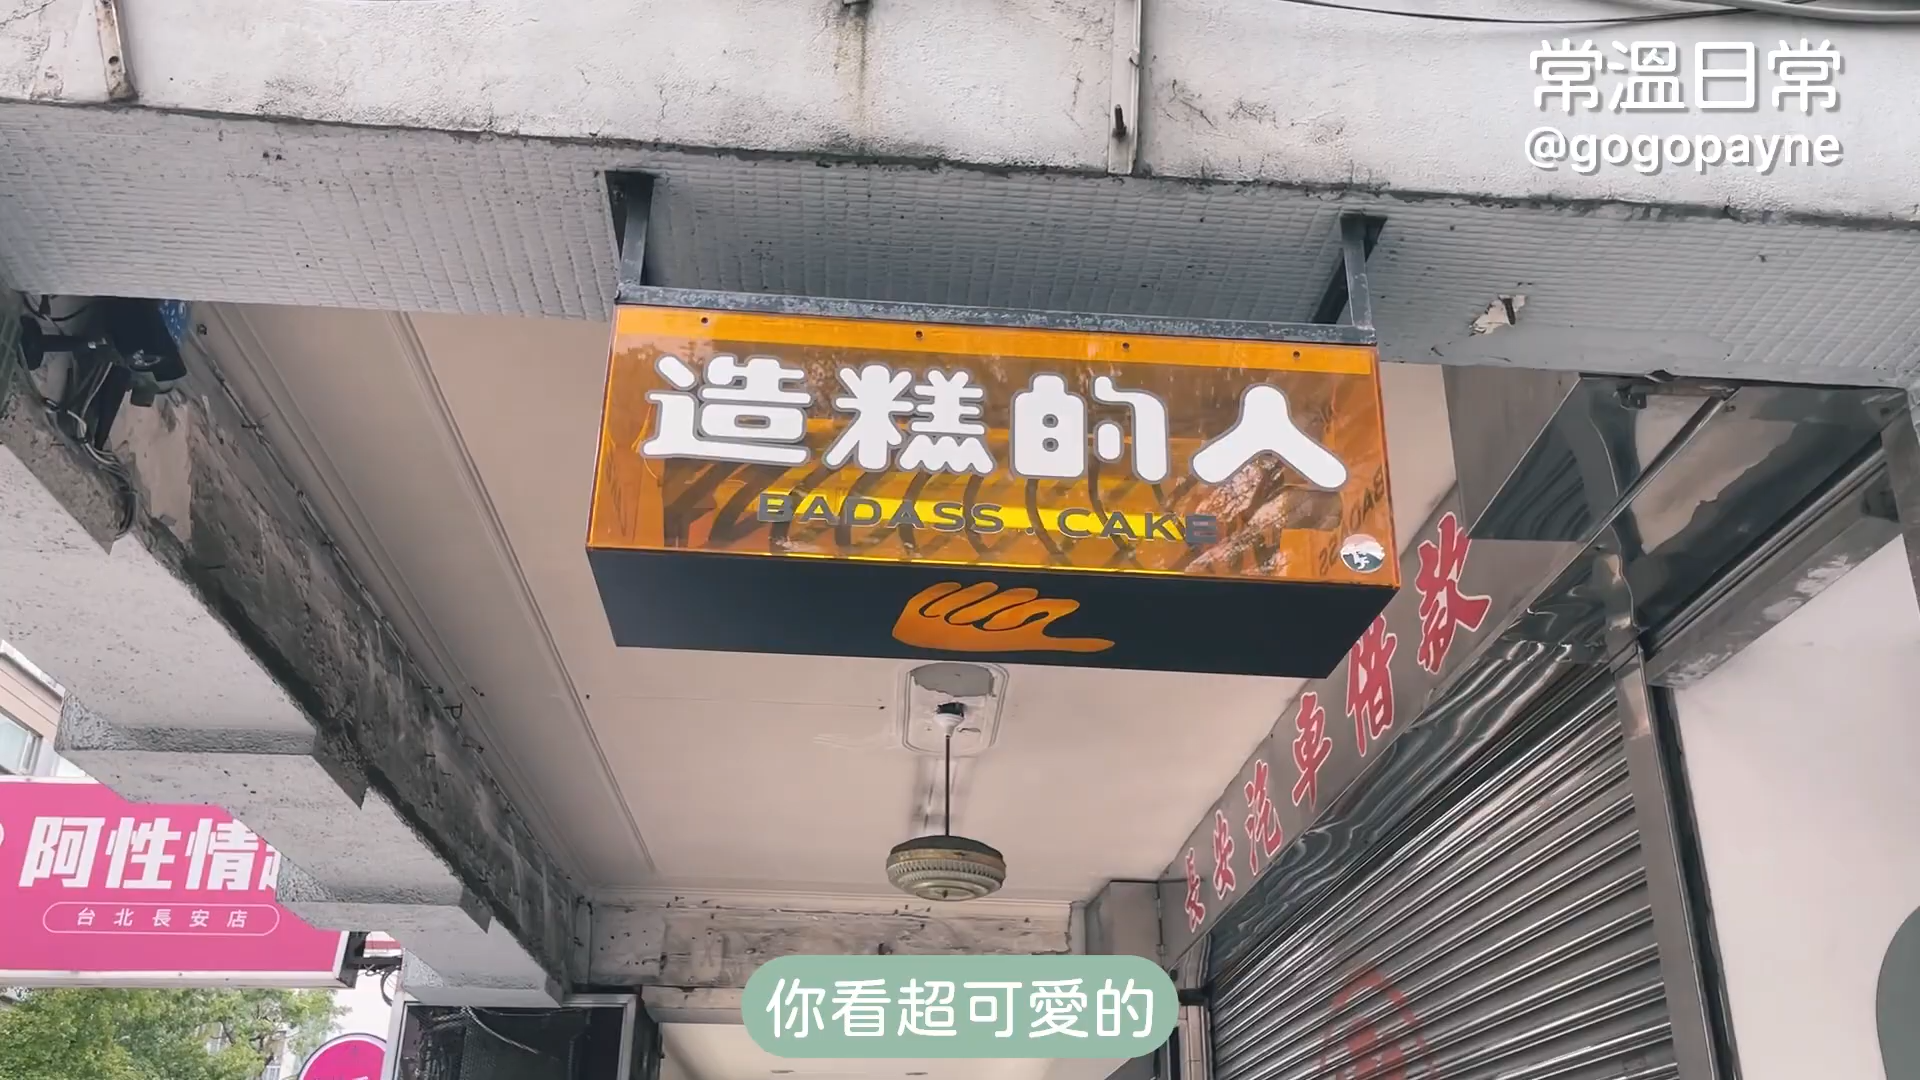 常溫日常
@gogopayne
造糕的人
BADASS . CAKE
長安汽車借款
阿性情
台北長安店
你看超可愛的